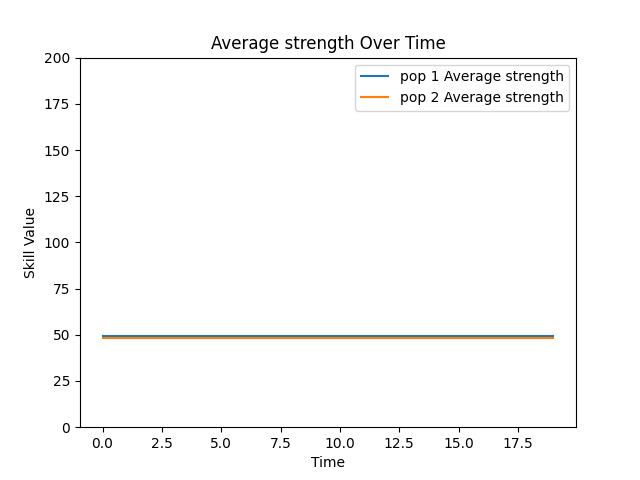 Average strength Over Time
200
175
150
125
100
75
50
25
0
Skill Value
pop 1 Average strength
pop 2 Average strength
0.0 2.5 5.0 7.5 10.0 12.5 15.0 17.5
Time